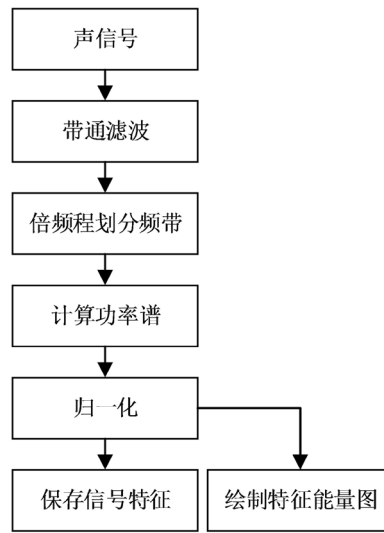 声信号
带通滤波
倍频程划分频带
计算功率谱
归一化
保存信号特征
绘制特征能量图